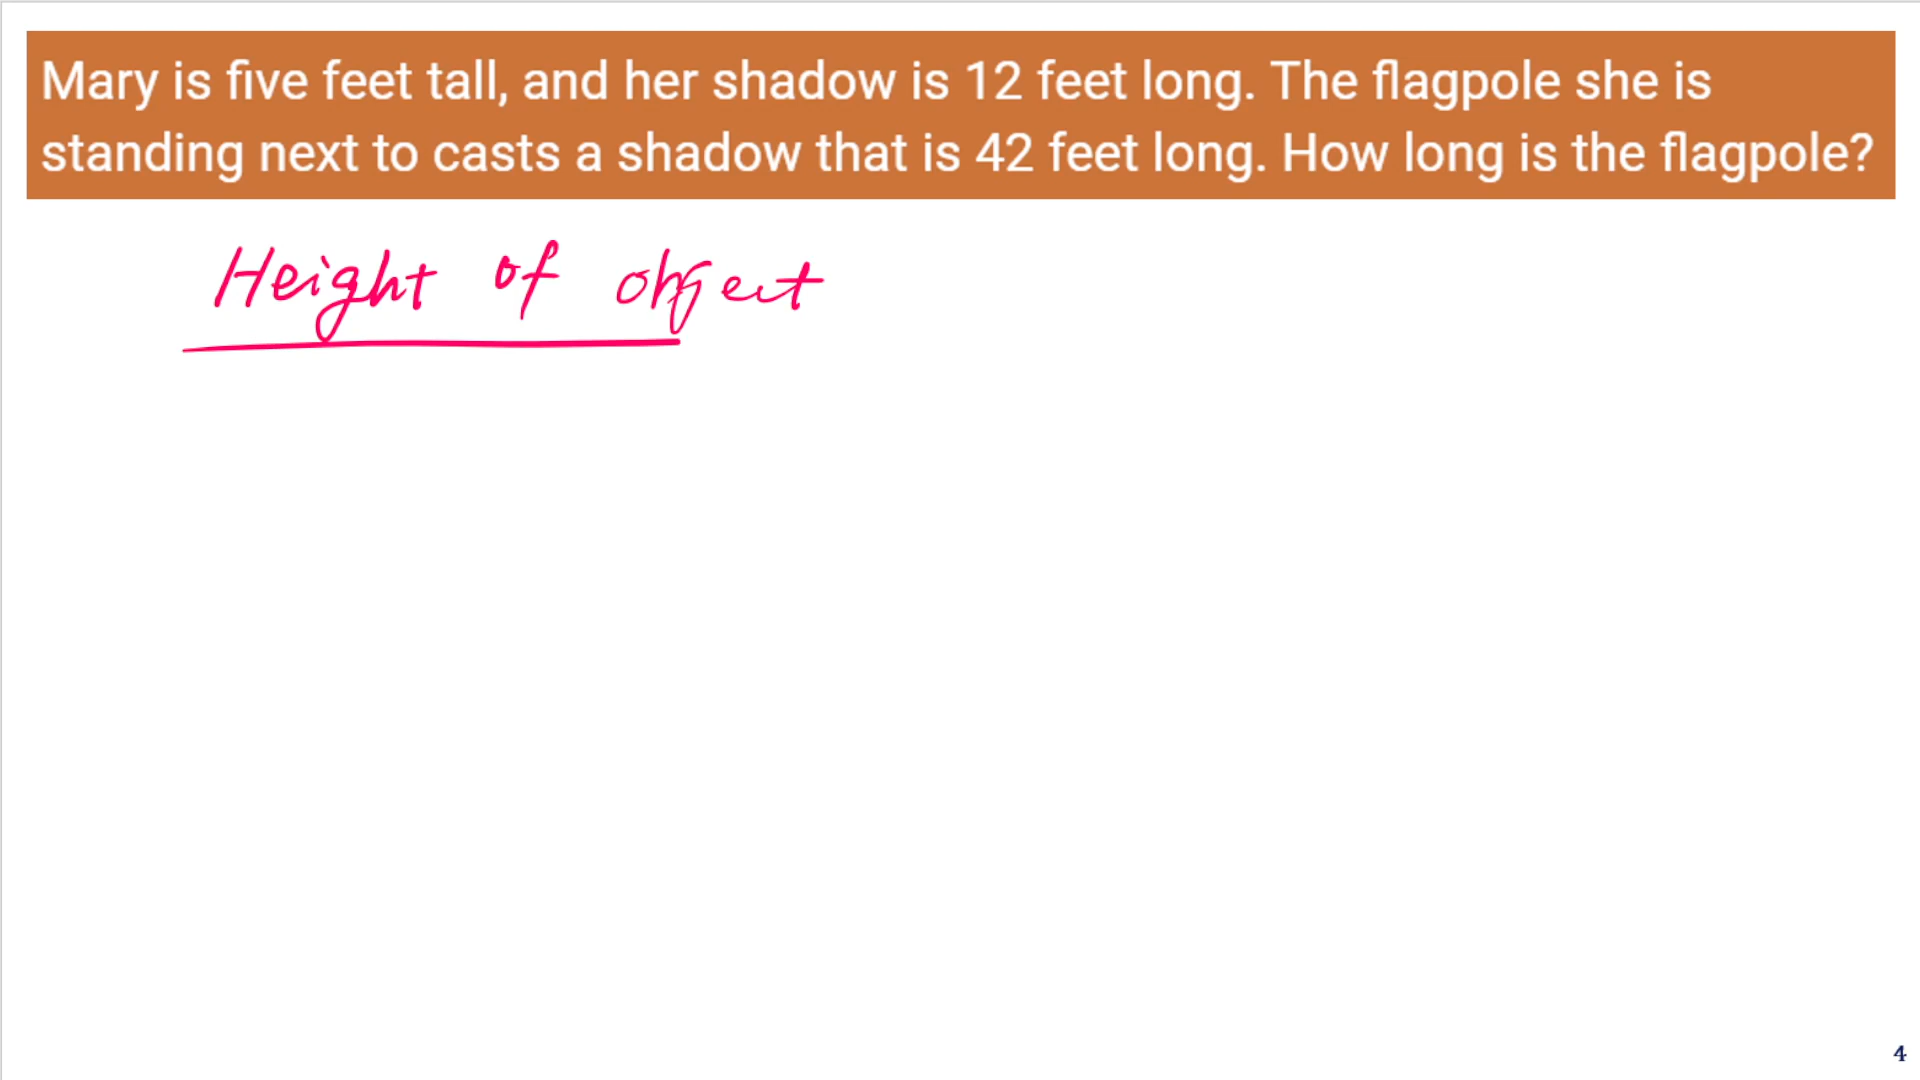 Mary is five feet tall, and her shadow is 12 feet long. The flagpole she is
standing next to casts a shadow that is 42 feet long. How long is the flagpole?
Height of object
4